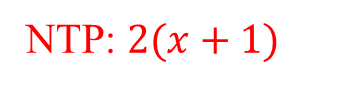 NTP: 2(𝑥 + 1)